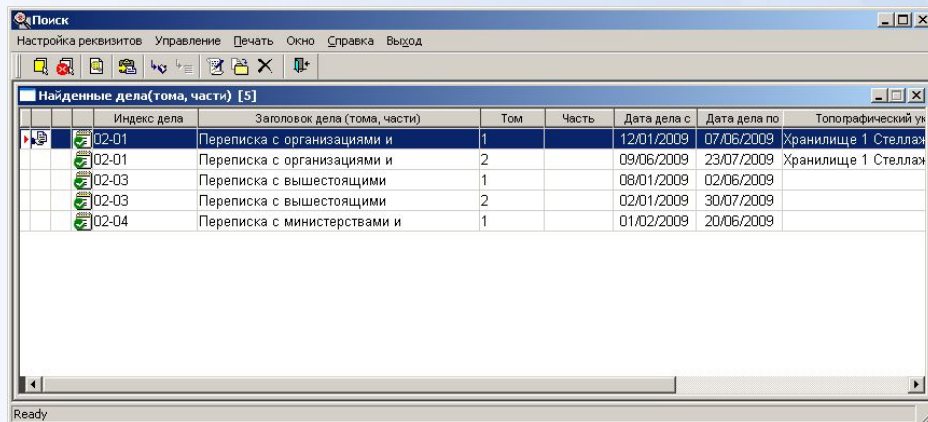 Поиск
Настройка реквизитов Управление Печать Окно Справка Выход
Найденные дела(тома, части) [5]
Индекс дела Заголовок дела (тома, части) Том Часть Дата дела с Дата дела по Топографический ук
02-01 Переписка с организациями и 1 12/01/2009 07/06/2009 Хранилище 1 Стеллаж
02-01 Переписка с организациями и 2 09/06/2009 23/07/2009 Хранилище 1 Стеллаж
02-03 Переписка с вышестоящими 1 08/01/2009 02/06/2009
02-03 Переписка с вышестоящими 2 02/01/2009 30/07/2009
02-04 Переписка с министерствами и 1 01/02/2009 20/06/2009
Ready